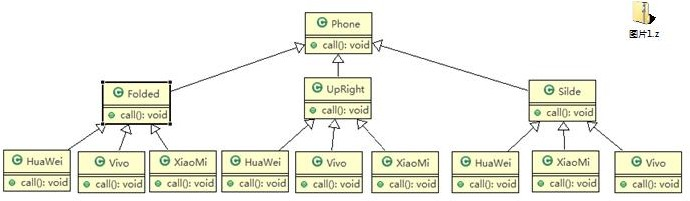 Phone
call(): void
图片1.z
Folded
call(): void
UpRight
call(): void
Silde
call(): void
HuaWei
call(): void
Vivo
call(): void
XiaoMi
call(): void
HuaWei
call(): void
Vivo
call(): void
XiaoMi
call(): void
HuaWei
call(): void
XiaoMi
call(): void
Vivo
call(): void